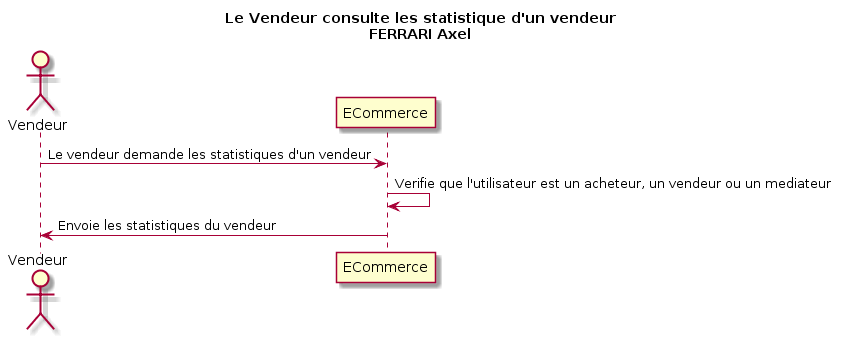 Le Vendeur consulte les statistique d'un vendeur
FERRARI Axel
Vendeur
ECommerce
Le vendeur demande les statistiques d'un vendeur
Verifie que l'utilisateur est un acheteur, un vendeur ou un mediateur
Envoie les statistiques du vendeur
Vendeur
ECommerce